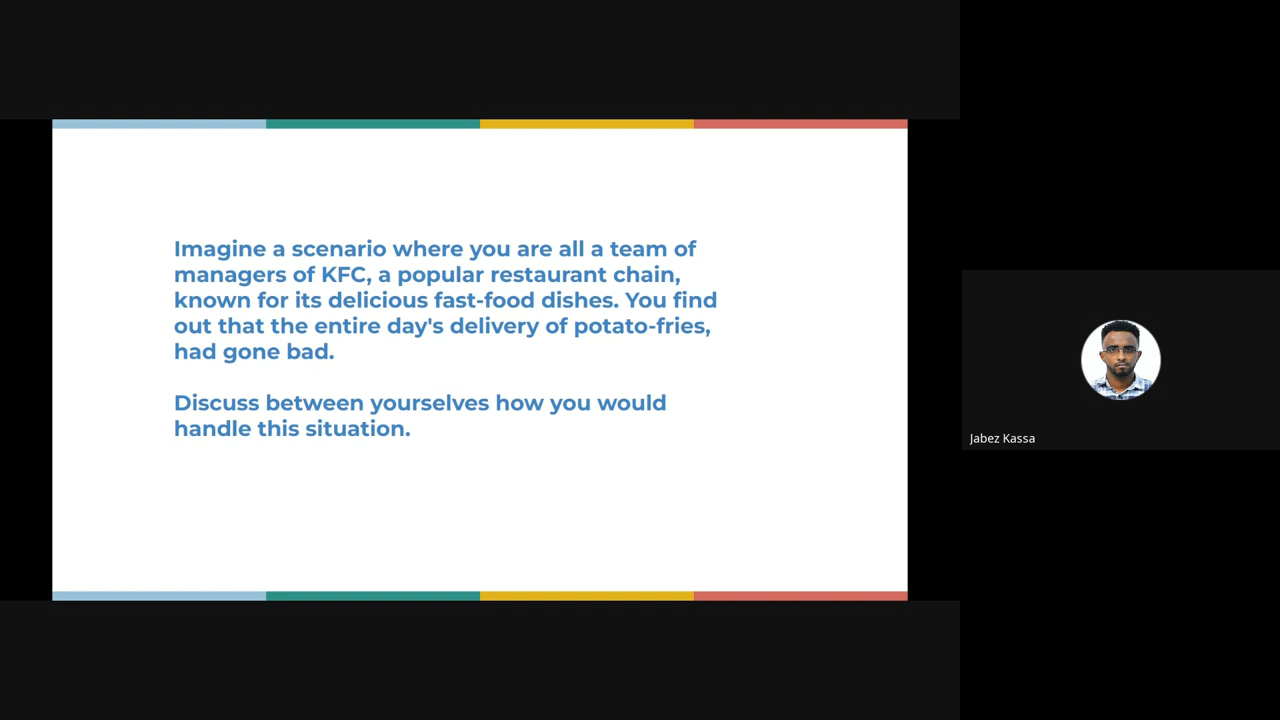 Imagine a scenario where you are all a team of
managers of KFC, a popular restaurant chain,
known for its delicious fast-food dishes. You find
out that the entire day's delivery of potato-fries,
had gone bad.
Discuss between yourselves how you would
handle this situation.
Jabez Kassa